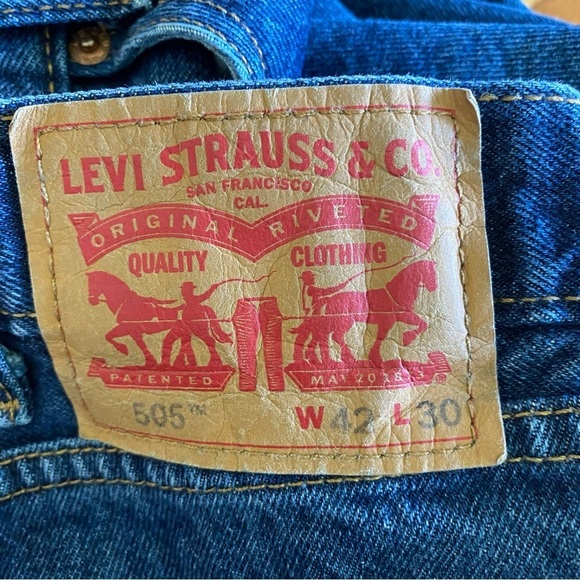 LEVI STRAUSS & CO.
SAN FRANCISCO
CAL.
ORIGINAL RIVETED
QUALITY CLOTHING
PATENTED MAY 20 1873
505™ W 42 L 30